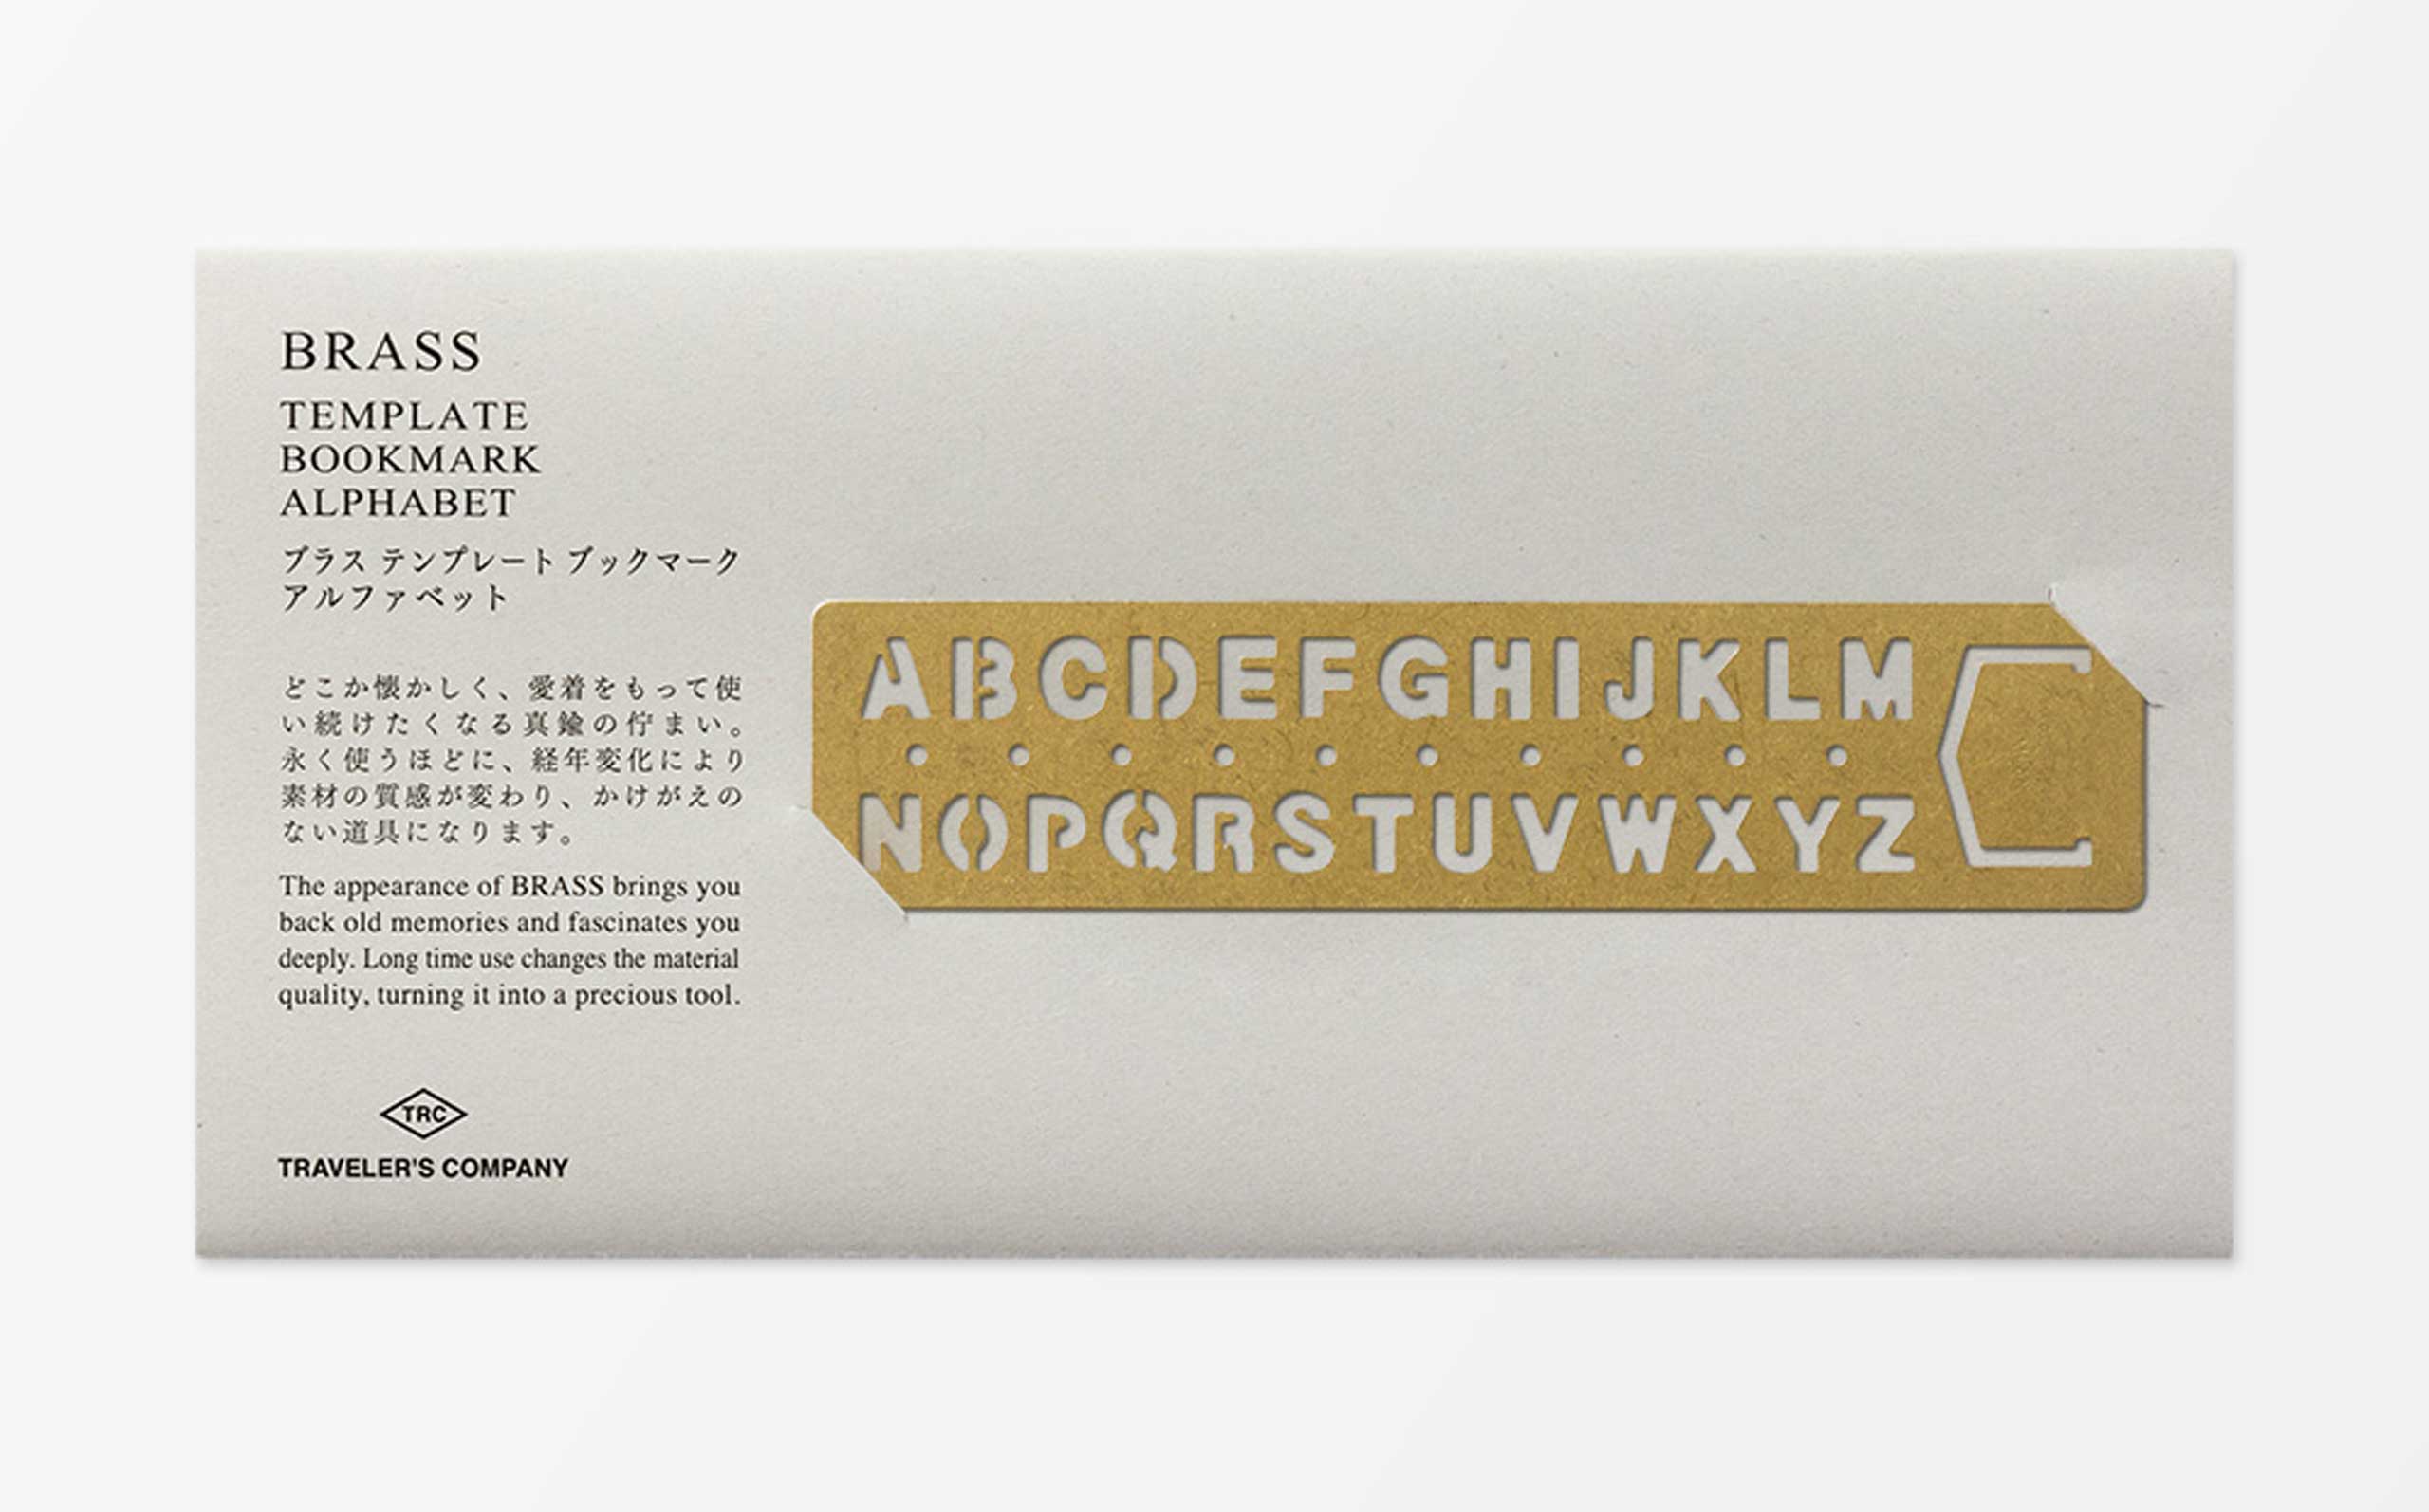 BRASS
TEMPLATE
BOOKMARK
ALPHABET
ブラス テンプレート ブックマーク
アルファベット
どこか懐かしく、愛着をもって使
い続けたくなる真鍮の佇まい。
永く使うほどに、経年変化により
素材の質感が変わり、かけがえの
ない道具になります。
The appearance of BRASS brings you
back old memories and fascinates you
deeply. Long time use changes the material
quality, turning it into a precious tool.
TRC
TRAVELER'S COMPANY
ABCDEFGHIJKLM
NOPQRSTUVWXYZ